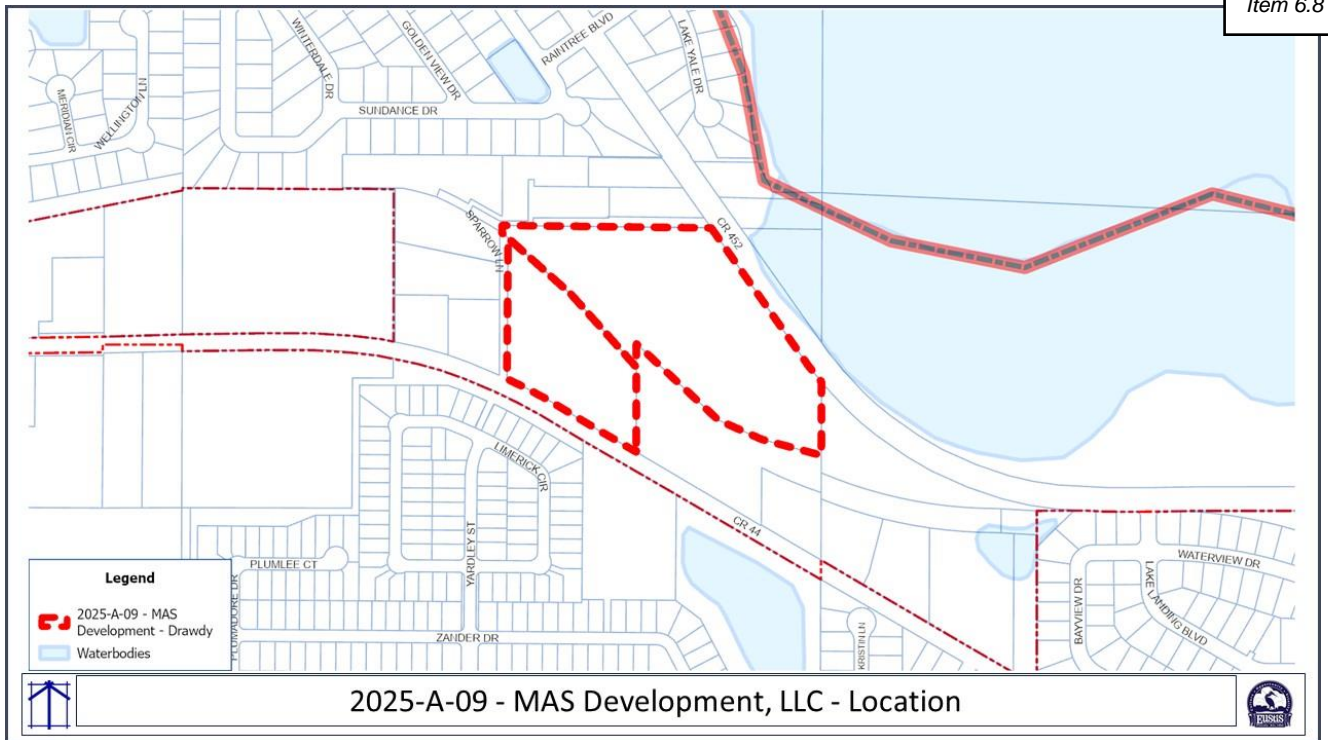 Item 6.8
WINTERDALE DR
GOLDEN VIEW DR
RAINTREE BLVD
LAKE YALE DR
MERIDIAN CIR
WELLINGTON LN
SUNDANCE DR
SPARROW LN
CR 452
LIMERICK CIR
CR 44
YARDLEY ST
PLUMLEE CT
PLUMADORE DR
ZANDER DR
KRISTIN LN
BAYVIEW DR
WATERVIEW DR
LAKE LANDING BLVD
Legend
2025-A-09 - MAS
Development - Drawdy
Waterbodies
2025-A-09 - MAS Development, LLC - Location
EUSTIS